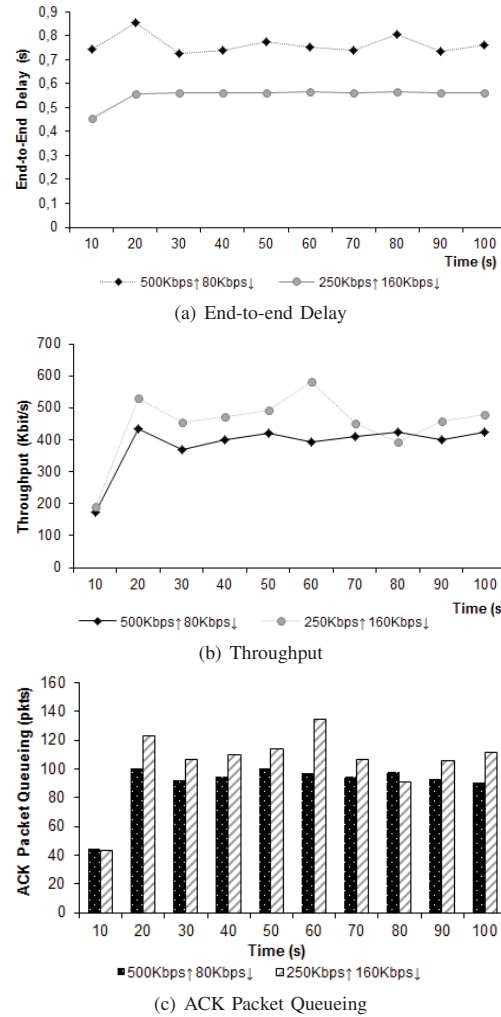 0,9
0,8
0,7
0,6
0,5
0,4
0,3
0,2
0,1
0
End-to-End Delay (s)
10 20 30 40 50 60 70 80 90 100
Time (s)
500Kbps↑ 80Kbps↓ 250Kbps↑ 160Kbps↓
(a) End-to-end Delay
700
600
500
400
300
200
100
0
Throughput (Kbit/s)
10 20 30 40 50 60 70 80 90 100
Time (s)
500Kbps↑ 80Kbps↓ 250Kbps↑ 160Kbps↓
(b) Throughput
160
140
120
100
80
60
40
20
0
ACK Packet Queueing (pkts)
10 20 30 40 50 60 70 80 90 100
Time (s)
500Kbps↑ 80Kbps↓ 250Kbps↑ 160Kbps↓
(c) ACK Packet Queueing